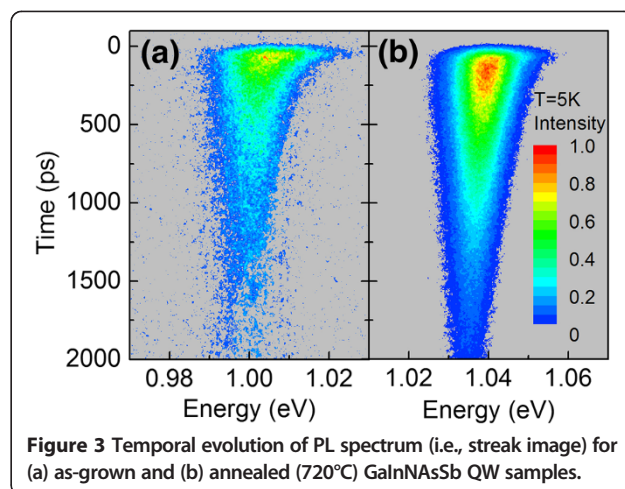 0
500
1000
1500
2000
Time (ps)
(a)
(b)
T=5K
Intensity
1.0
0.8
0.6
0.4
0.2
0
0.98
1.00
1.02
1.02
1.04
1.06
Energy (eV)
Energy (eV)
Figure 3 Temporal evolution of PL spectrum (i.e., streak image) for
(a) as-grown and (b) annealed (720°C) GaInNAsSb QW samples.